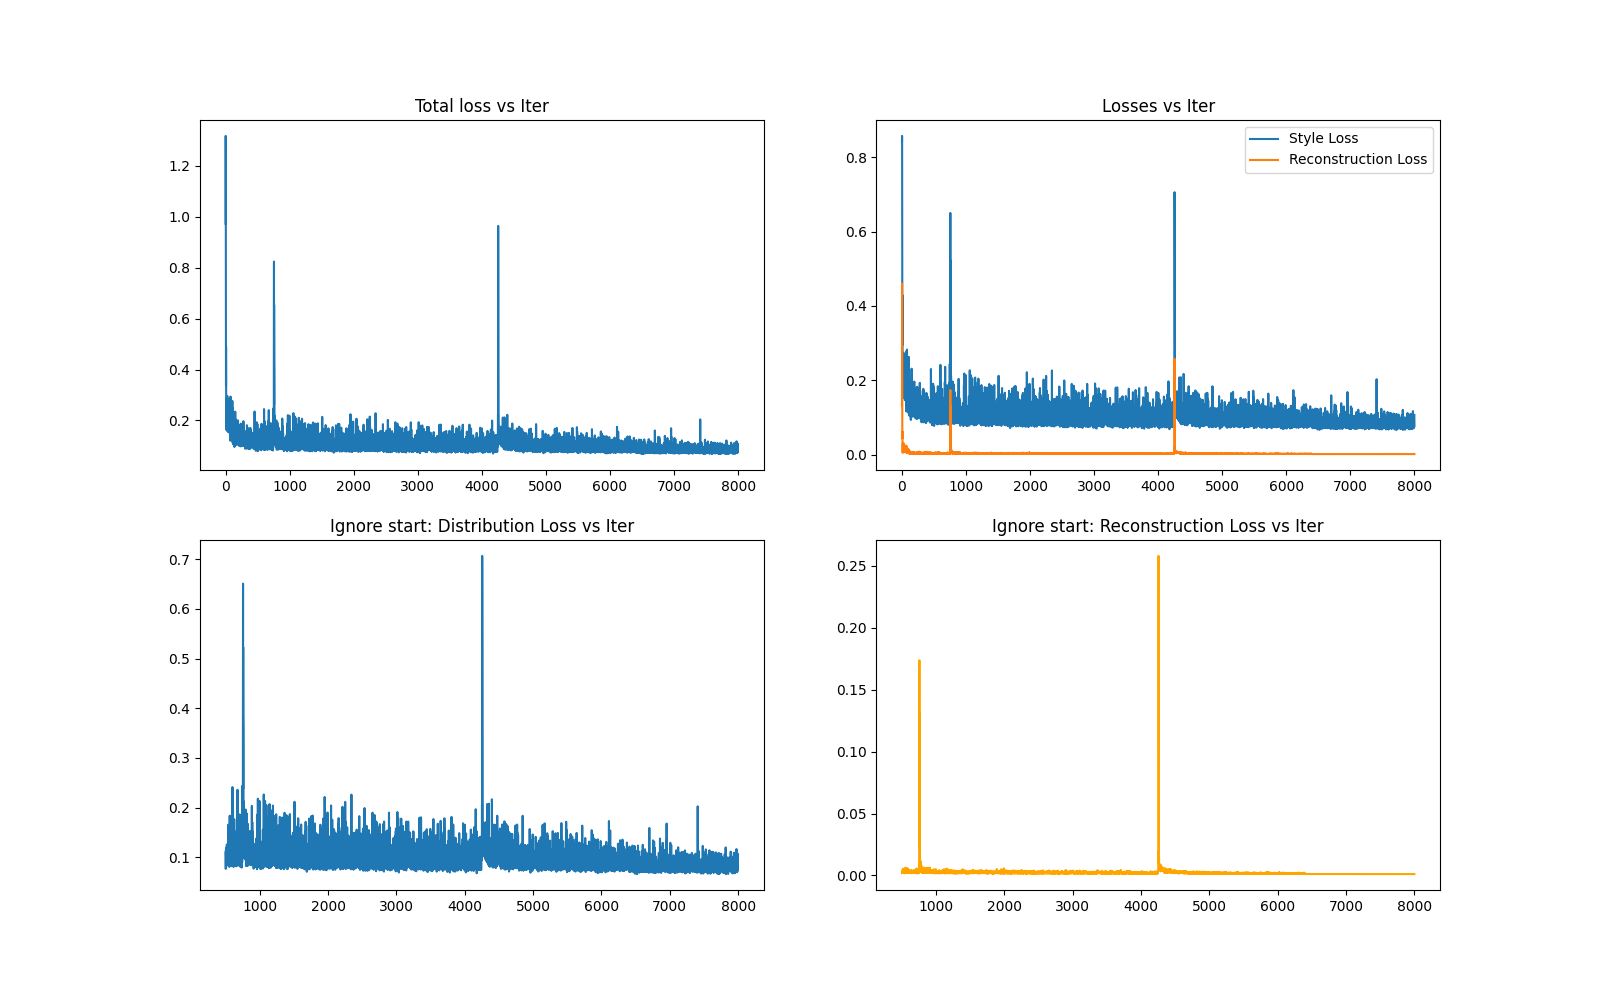 Total loss vs Iter
1.2
1.0
0.8
0.6
0.4
0.2
0 1000 2000 3000 4000 5000 6000 7000 8000
Losses vs Iter
Style Loss
Reconstruction Loss
0.8
0.6
0.4
0.2
0.0
0 1000 2000 3000 4000 5000 6000 7000 8000
Ignore start: Distribution Loss vs Iter
0.7
0.6
0.5
0.4
0.3
0.2
0.1
1000 2000 3000 4000 5000 6000 7000 8000
Ignore start: Reconstruction Loss vs Iter
0.25
0.20
0.15
0.10
0.05
0.00
1000 2000 3000 4000 5000 6000 7000 8000